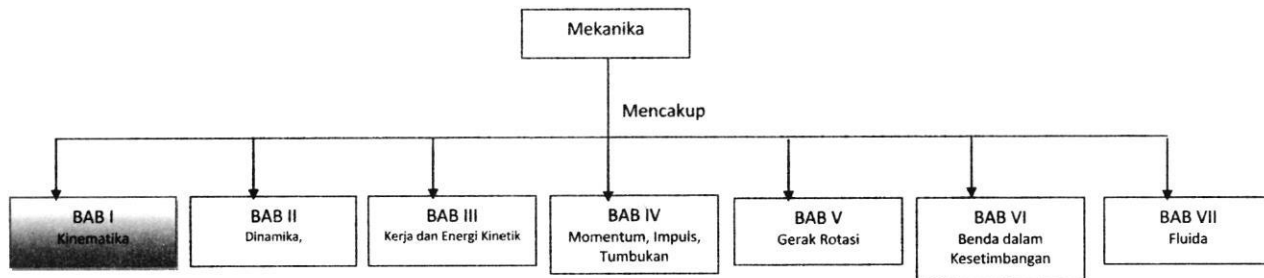 Mekanika
Mencakup
BAB I
Kinematika
BAB II
Dinamika,
BAB III
Kerja dan Energi Kinetik
BAB IV
Momentum, Impuls,
Tumbukan
BAB V
Gerak Rotasi
BAB VI
Benda dalam
Kesetimbangan
BAB VII
Fluida